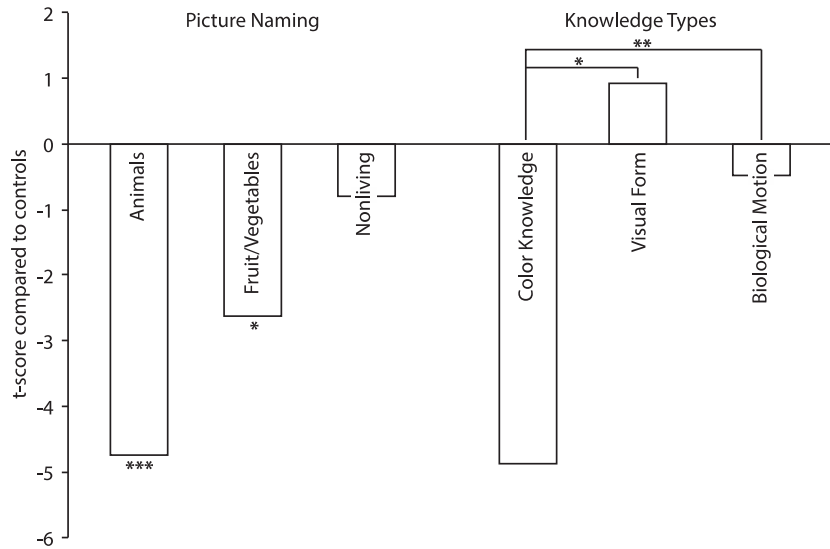 Picture Naming
Knowledge Types
t-score compared to controls
2
1
0
-1
-2
-3
-4
-5
-6
Animals
***
Fruit/Vegetables
*
Nonliving
Color Knowledge
*
Visual Form
**
Biological Motion